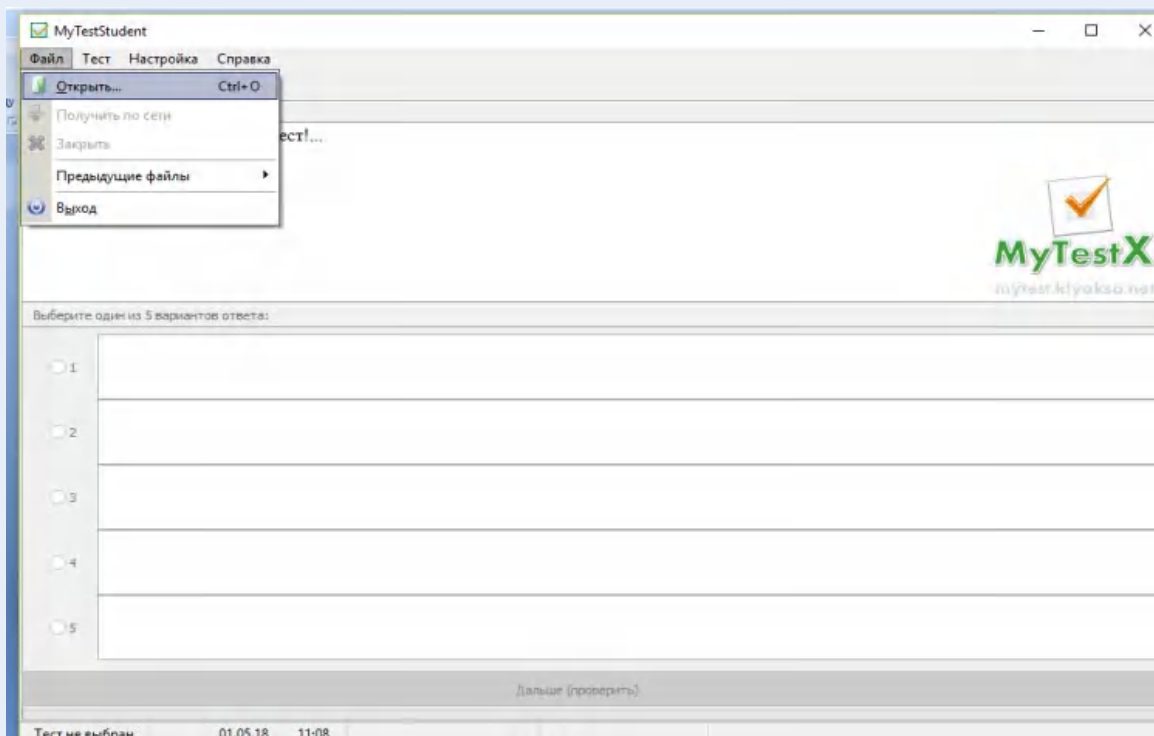 MyTestStudent
Файл Тест Настройка Справка
Открыть... Ctrl+O
Получить по сети
ест!...
Закрыть
Предыдущие файлы
Выход
MyTestX
mytest.klyaksa.net
Выберите один из 5 вариантов ответа:
1
2
3
4
5
Дальше (проверить)
Тест не выбран 01.05.18 11:08